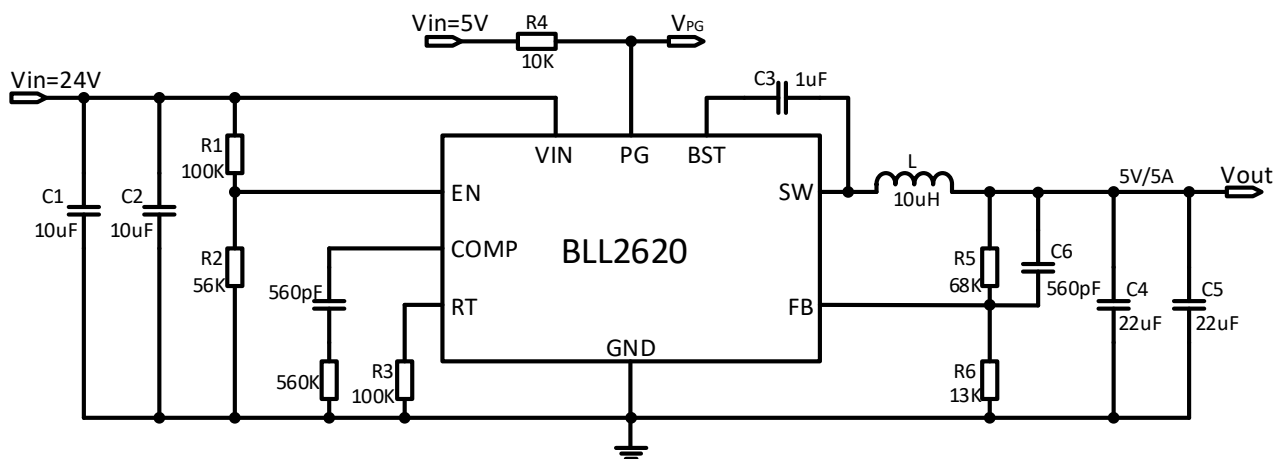 Vin=5V
R4
10K
VPG
Vin=24V
C3
1uF
R1
100K
VIN
PG
BST
L
10uH
5V/5A
Vout
C1
10uF
C2
10uF
EN
SW
R2
56K
COMP
BLL2620
R5
68K
C6
560pF
560pF
RT
FB
C4
22uF
C5
22uF
GND
560K
R3
100K
R6
13K